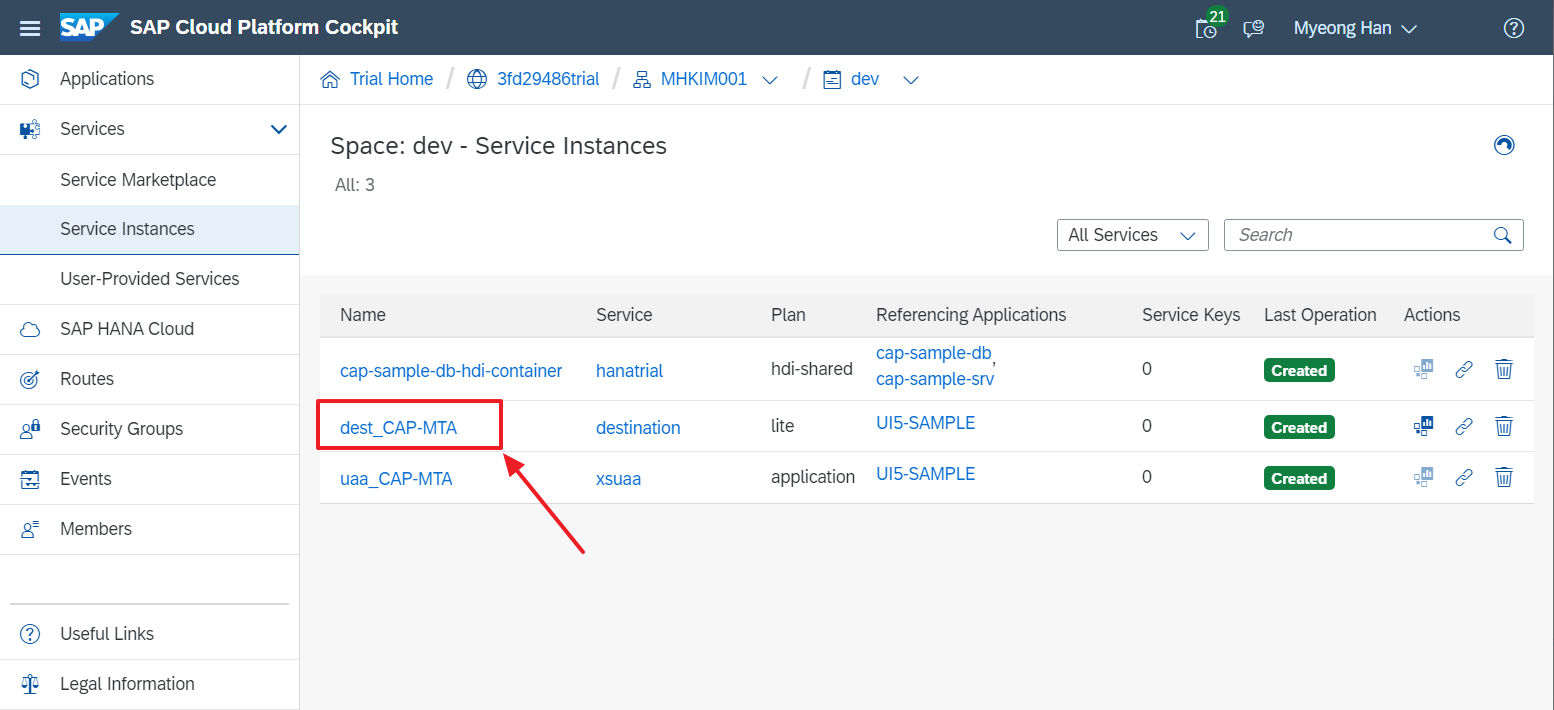 SAP SAP Cloud Platform Cockpit 21 Myeong Han
Applications
Services
Service Marketplace
Service Instances
User-Provided Services
SAP HANA Cloud
Routes
Security Groups
Events
Members
Useful Links
Legal Information
Trial Home / 3fd29486trial / MHKIM001 / dev
Space: dev - Service Instances
All: 3
All Services Search
Name Service Plan Referencing Applications Service Keys Last Operation Actions
cap-sample-db-hdi-container hanatrial hdi-shared cap-sample-db, cap-sample-srv 0 Created
dest_CAP-MTA destination lite UI5-SAMPLE 0 Created
uaa_CAP-MTA xsuaa application UI5-SAMPLE 0 Created